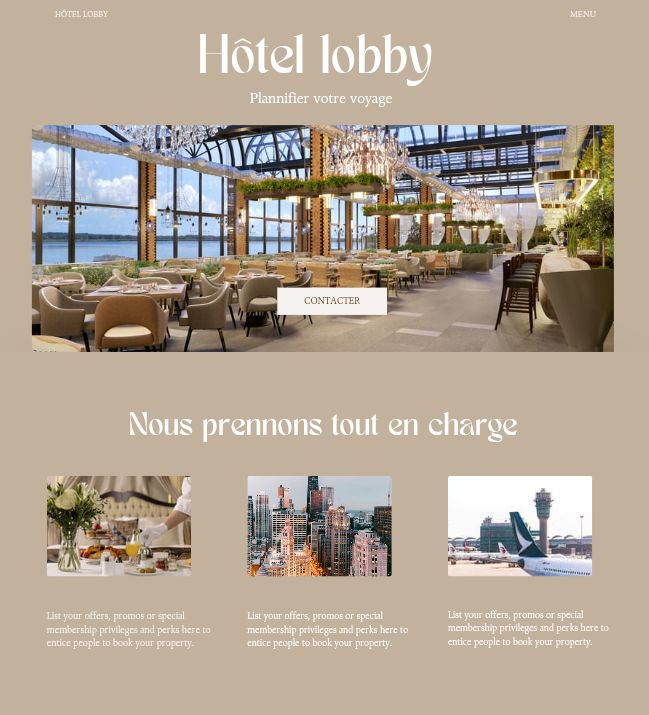 HÔTEL LOBBY
MENU
Hôtel lobby
Plannifier votre voyage
CONTACTER
Nous prennons tout en charge
List your offers, promos or special
membership privileges and perks here to
entice people to book your property.
List your offers, promos or special
membership privileges and perks here to
entice people to book your property.
List your offers, promos or special
membership privileges and perks here to
entice people to book your property.